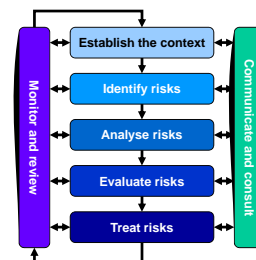 Establish the context
Identify risks
Analyse risks
Evaluate risks
Treat risks
Monitor and review
Communicate and consult